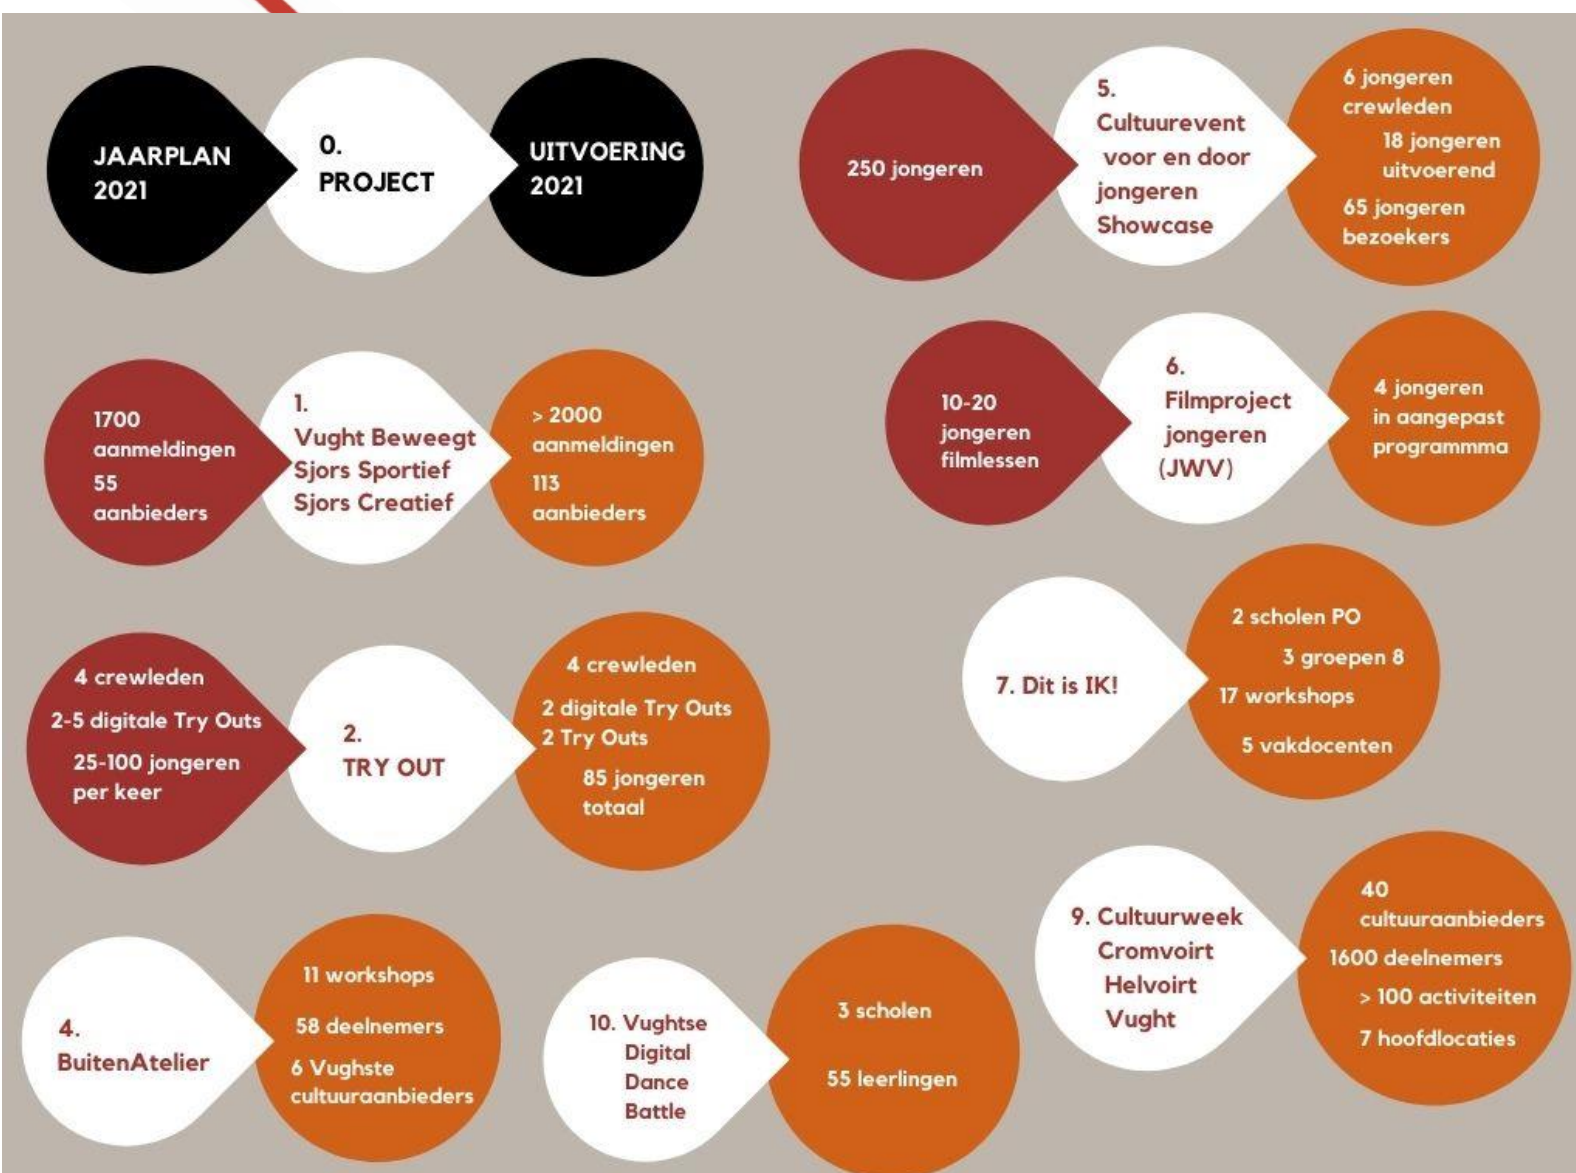 JAARPLAN
2021
0.
PROJECT
UITVOERING
2021
1700
aanmeldingen
55
aanbieders
1.
Vught Beweegt
Sjors Sportief
Sjors Creatief
> 2000
aanmeldingen
113
aanbieders
4 crewleden
2-5 digitale Try Outs
25-100 jongeren
per keer
2.
TRY OUT
4 crewleden
2 digitale Try Outs
2 Try Outs
85 jongeren
totaal
4.
BuitenAtelier
11 workshops
58 deelnemers
6 Vughste
cultuuraanbieders
250 jongeren
5.
Cultuurevent
voor en door
jongeren
Showcase
6 jongeren
crewleden
18 jongeren
uitvoerend
65 jongeren
bezoekers
10-20
jongeren
filmlessen
6.
Filmproject
jongeren
(JWV)
4 jongeren
in aangepast
programmma
7. Dit is IK!
2 scholen PO
3 groepen 8
17 workshops
5 vakdocenten
9. Cultuurweek
Cromvoirt
Helvoirt
Vught
40
cultuuraanbieders
1600 deelnemers
> 100 activiteiten
7 hoofdlocaties
10. Vughtse
Digital
Dance
Battle
3 scholen
55 leerlingen